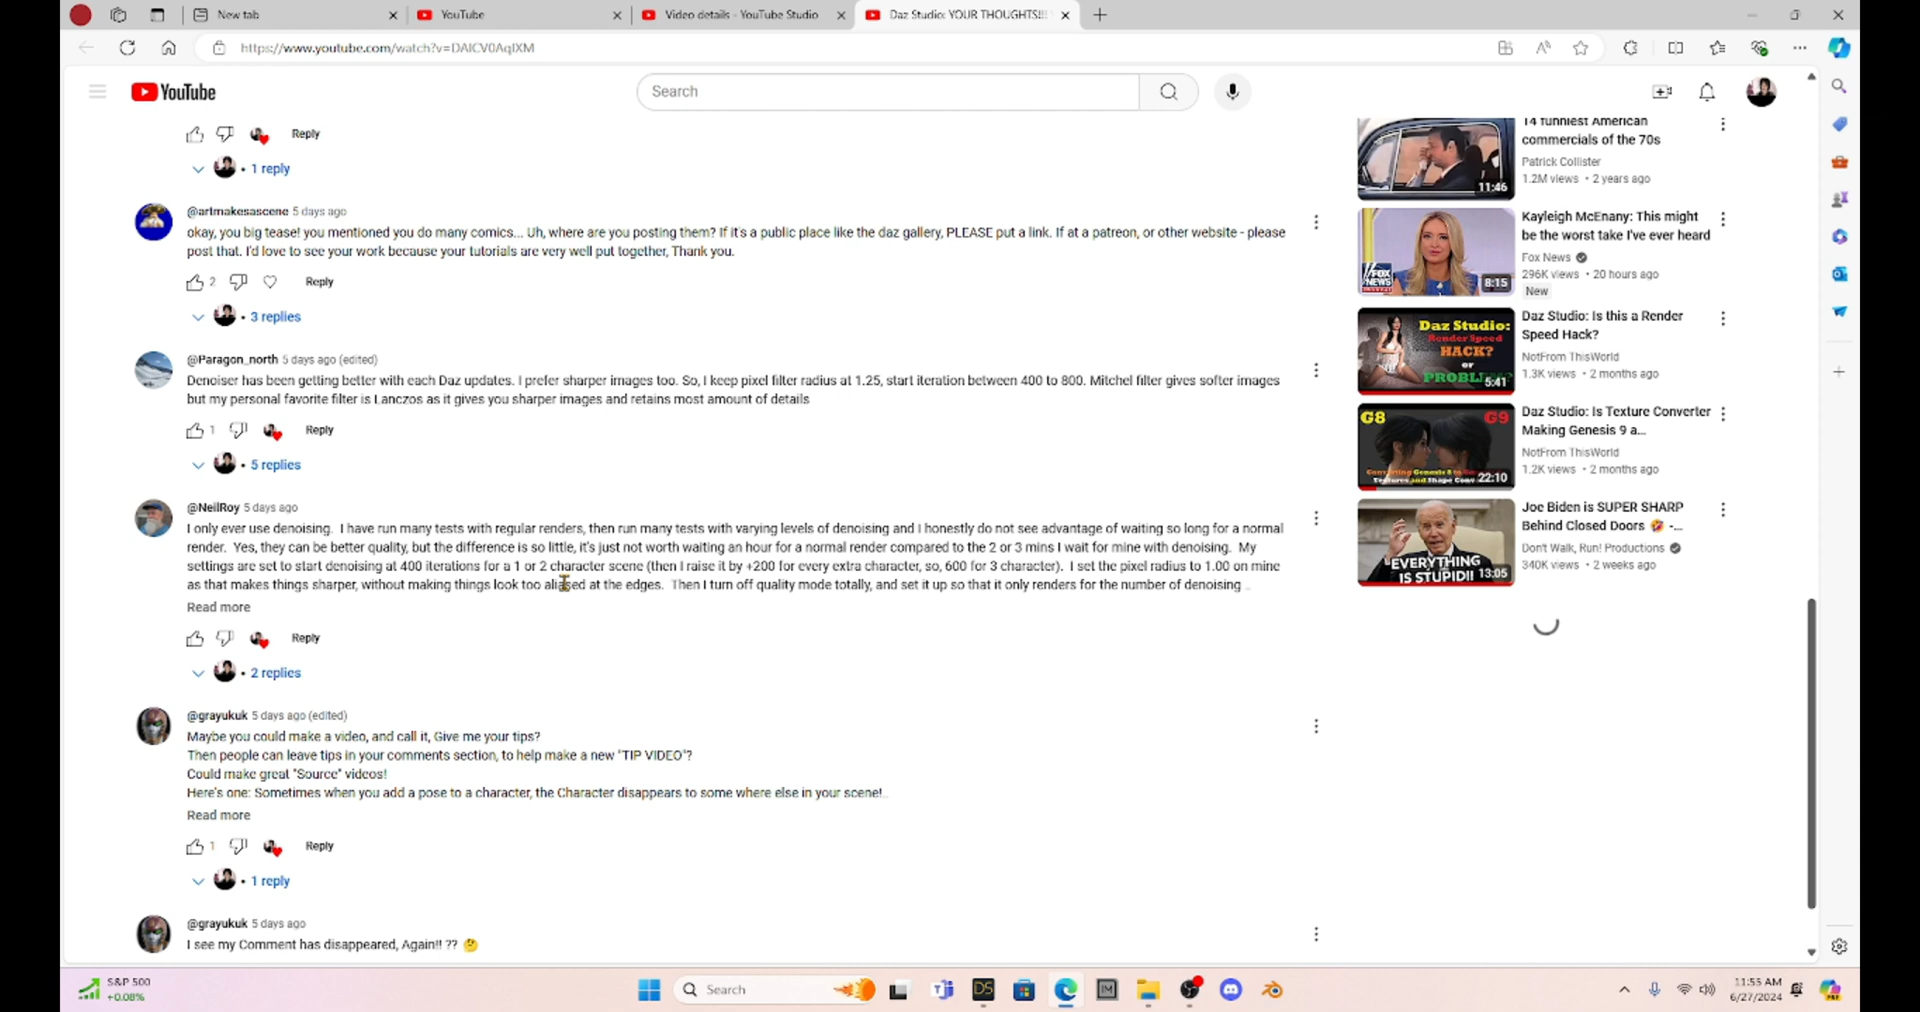 New tab
YouTube
Video details - YouTube Studio
Daz Studio: YOUR THOUGHTS!!!
https://www.youtube.com/watch?v=DAlCV0AqlXM
YouTube
Search
Reply
1 reply
@artmakesascene 5 days ago
okay, you big tease! you mentioned you do many comics... Uh, where are you posting them? If it's a public place like the daz gallery, PLEASE put a link. If at a patreon, or other website - please
post that. I'd love to see your work because your tutorials are very well put together, Thank you.
2 Reply
3 replies
@Paragon_north 5 days ago (edited)
Denoiser has been getting better with each Daz updates. I prefer sharper images too. So, I keep pixel filter radius at 1.25, start iteration between 400 to 800. Mitchel filter gives softer images
but my personal favorite filter is Lanczos as it gives you sharper images and retains most amount of details
1 Reply
5 replies
@NeilRoy 5 days ago
I only ever use denoising. I have run many tests with regular renders, then run many tests with varying levels of denoising and I honestly do not see advantage of waiting so long for a normal
render. Yes, they can be better quality, but the difference is so little, it's just not worth waiting an hour for a normal render compared to the 2 or 3 mins I wait for mine with denoising. My
settings are set to start denoising at 400 iterations for a 1 or 2 character scene (then I raise it by +200 for every extra character, so, 600 for 3 character). I set the pixel radius to 1.00 on mine
as that makes things sharper, without making things look too aliased at the edges. Then I turn off quality mode totally, and set it up so that it only renders for the number of denoising ..
Read more
Reply
2 replies
@grayukuk 5 days ago (edited)
Maybe you could make a video, and call it, Give me your tips?
Then people can leave tips in your comments section, to help make a new "TIP VIDEO"?
Could make great "Source" videos!
Here's one: Sometimes when you add a pose to a character, the Character disappears to some where else in your scene!..
Read more
1 Reply
1 reply
@grayukuk 5 days ago
I see my Comment has disappeared, Again!! ?? 🤔
14 funniest American
commercials of the 70s
Patrick Collister
1.2M views • 2 years ago
11:46
Kayleigh McEnany: This might
be the worst take I've ever heard
Fox News
296K views • 20 hours ago
New
FOX
NEWS
8:15
Daz Studio: Is this a Render
Speed Hack?
NotFrom ThisWorld
1.3K views • 2 months ago
Daz Studio:
Render Speed
HACK?
or
PROBLEM
5:41
Daz Studio: Is Texture Converter
Making Genesis 9 a...
NotFrom ThisWorld
1.2K views • 2 months ago
G8 G9
Converting Genesis 8 to
Textures and Shape
22:10
Joe Biden is SUPER SHARP
Behind Closed Doors 🤣 -...
Don't Walk, Run! Productions
340K views • 2 weeks ago
EVERYTHING
IS STUPID!!
13:05
S&P 500
+0.08%
Search
DS
IM
11:55 AM
6/27/2024